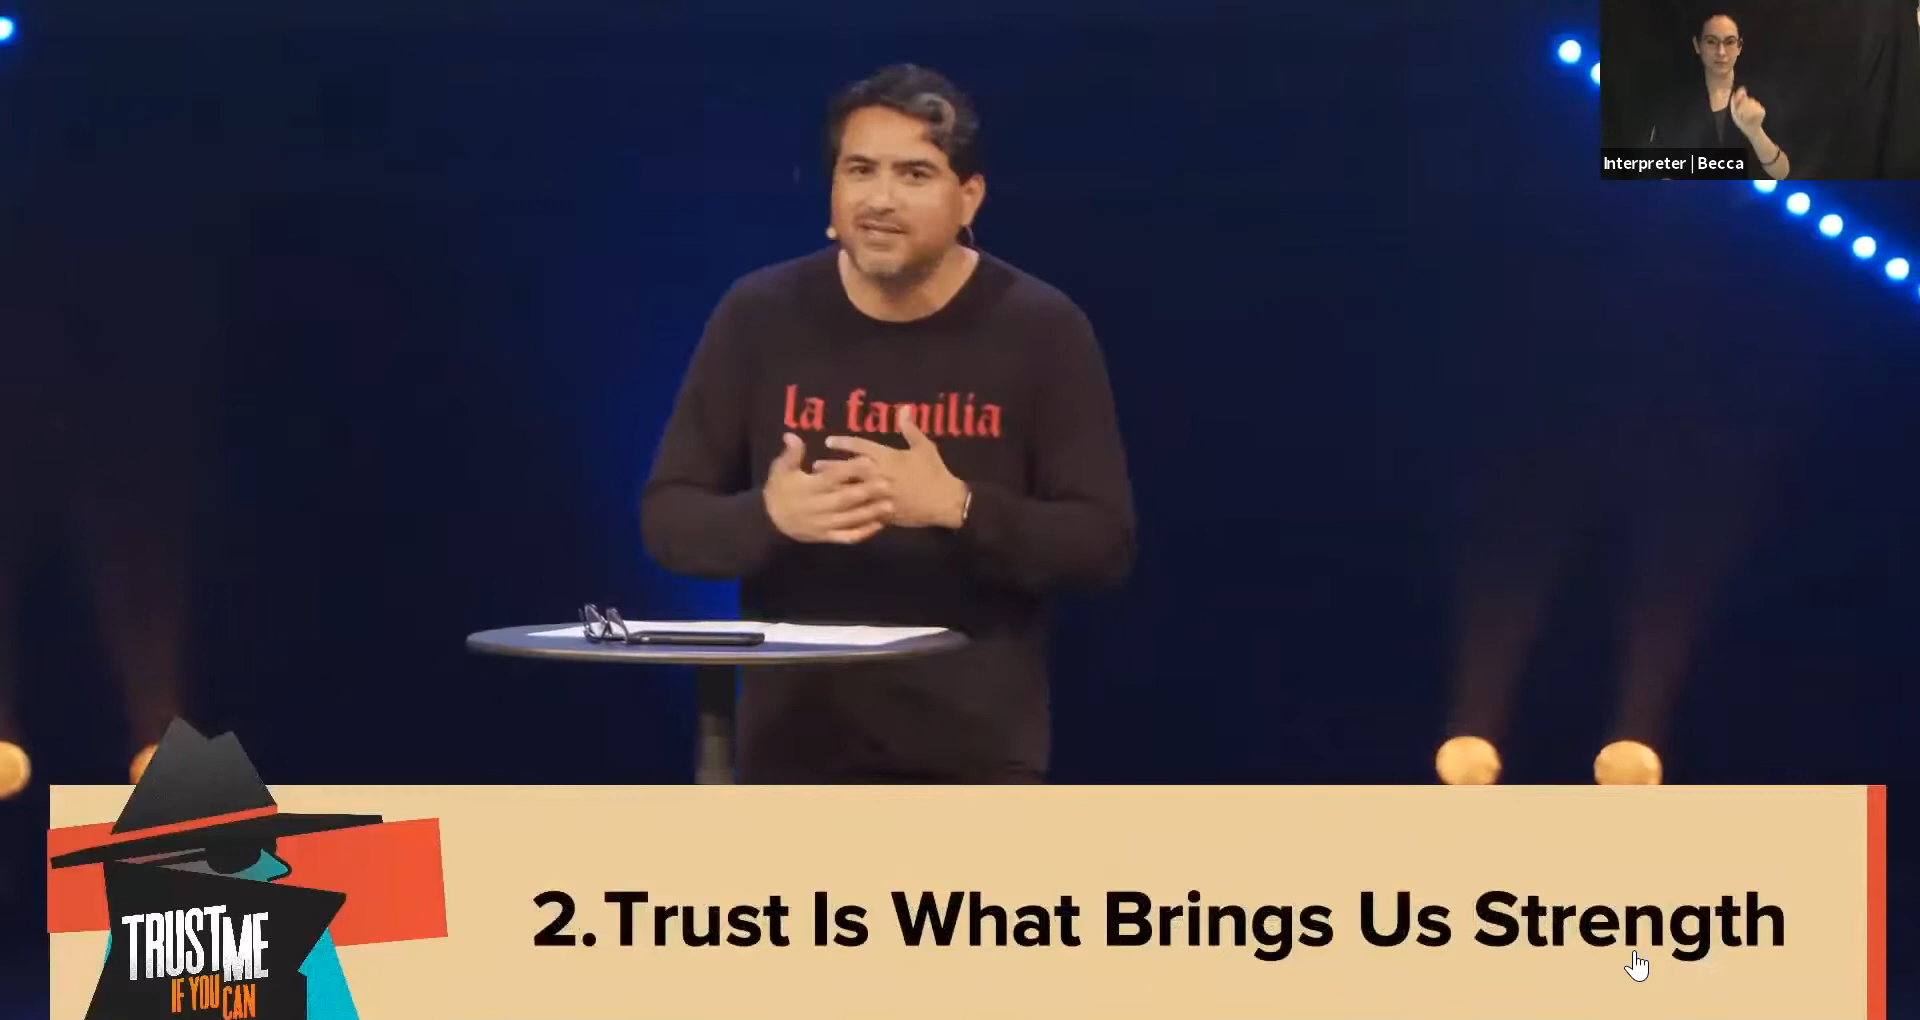 Interpreter | Becca
la familia
2. Trust Is What Brings Us Strength
TRUST ME
IF YOU CAN